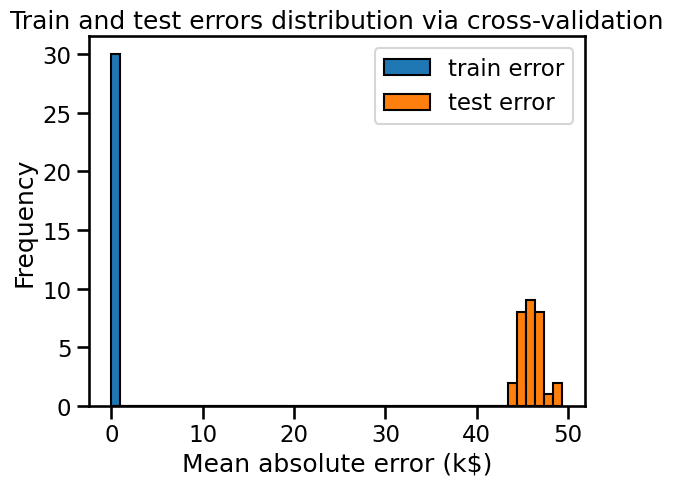 Train and test errors distribution via cross-validation
train error
test error
Frequency
30
25
20
15
10
5
0
0 10 20 30 40 50
Mean absolute error (k$)